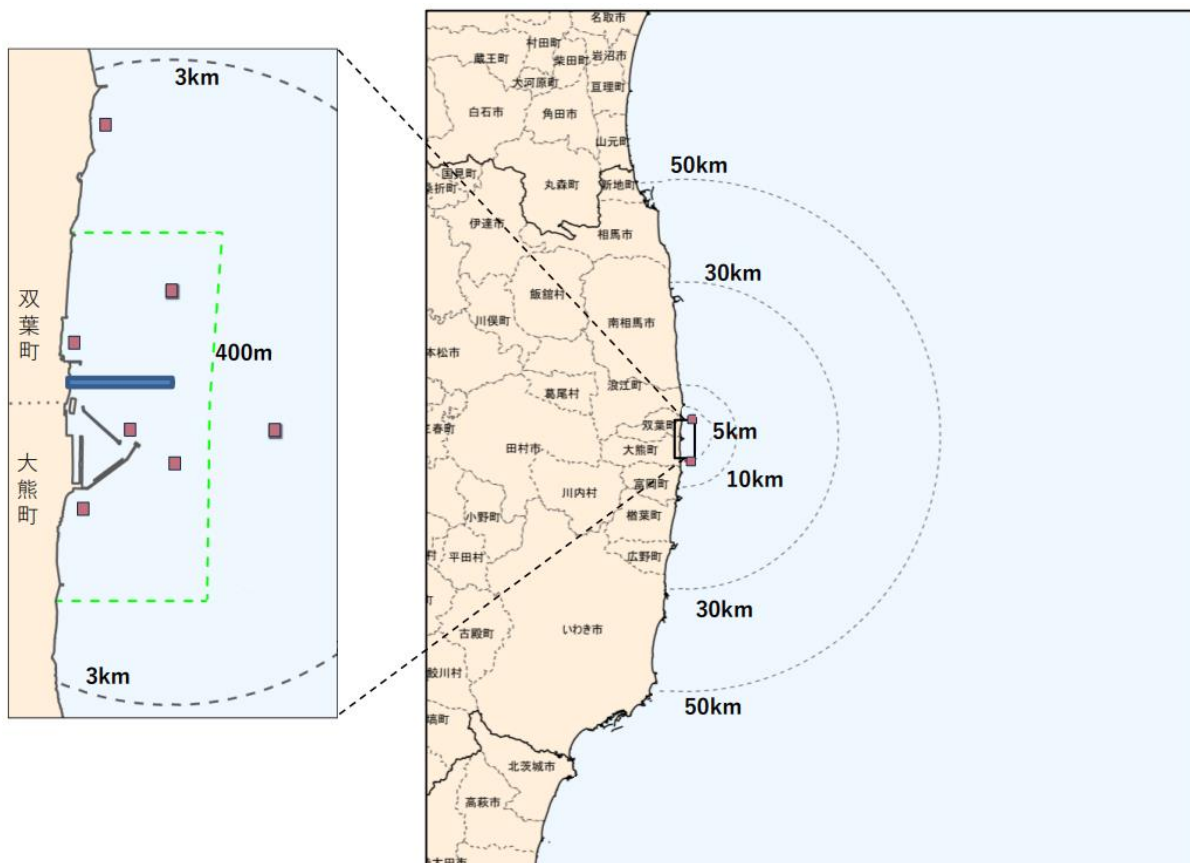 3km
双葉町
400m
大熊町
3km
名取市
村田町
岩沼市
蔵王町
柴田町
大河原町
亘理町
白石市
角田市
山元町
50km
国見町
桑折町
丸森町
新地町
伊達市
相馬市
30km
飯舘村
川俣町
南相馬市
本松市
葛尾村
浪江町
双葉町
5km
田村市
大熊町
10km
川内村
富岡町
小野町
楢葉町
平田村
広野町
30km
古殿町
いわき市
鮫川村
50km
塙町
北茨城市
高萩市